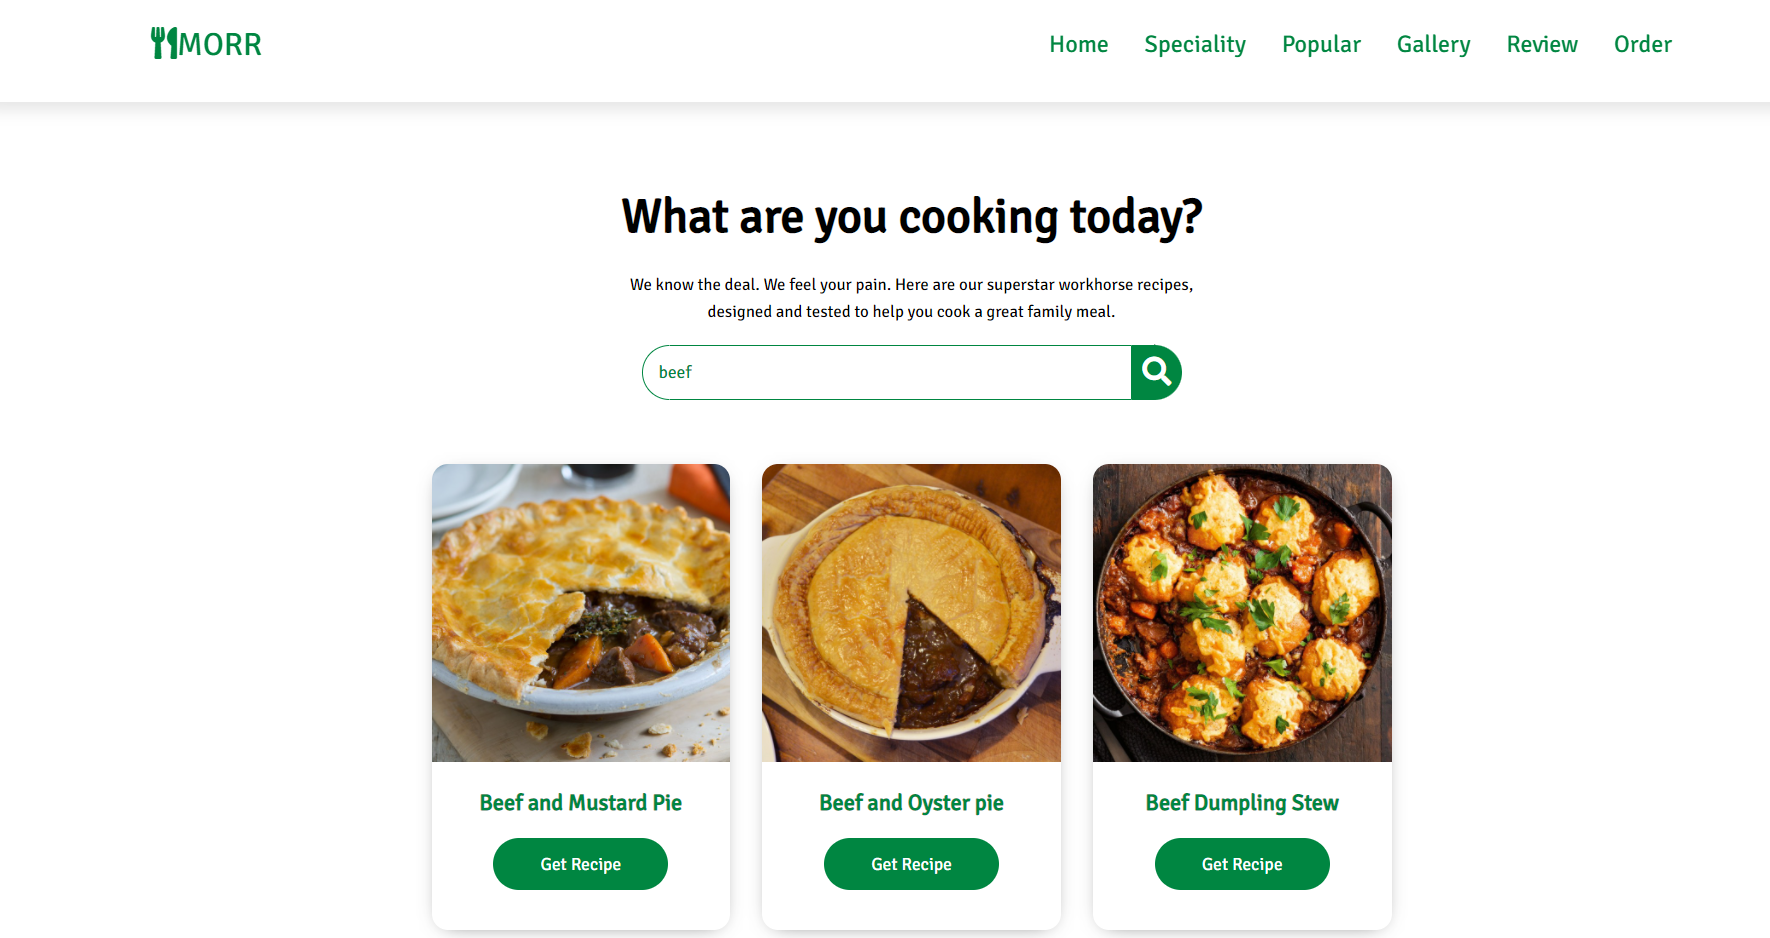 MORR
Home Speciality Popular Gallery Review Order
What are you cooking today?
We know the deal. We feel your pain. Here are our superstar workhorse recipes,
designed and tested to help you cook a great family meal.
beef
Beef and Mustard Pie
Get Recipe
Beef and Oyster pie
Get Recipe
Beef Dumpling Stew
Get Recipe